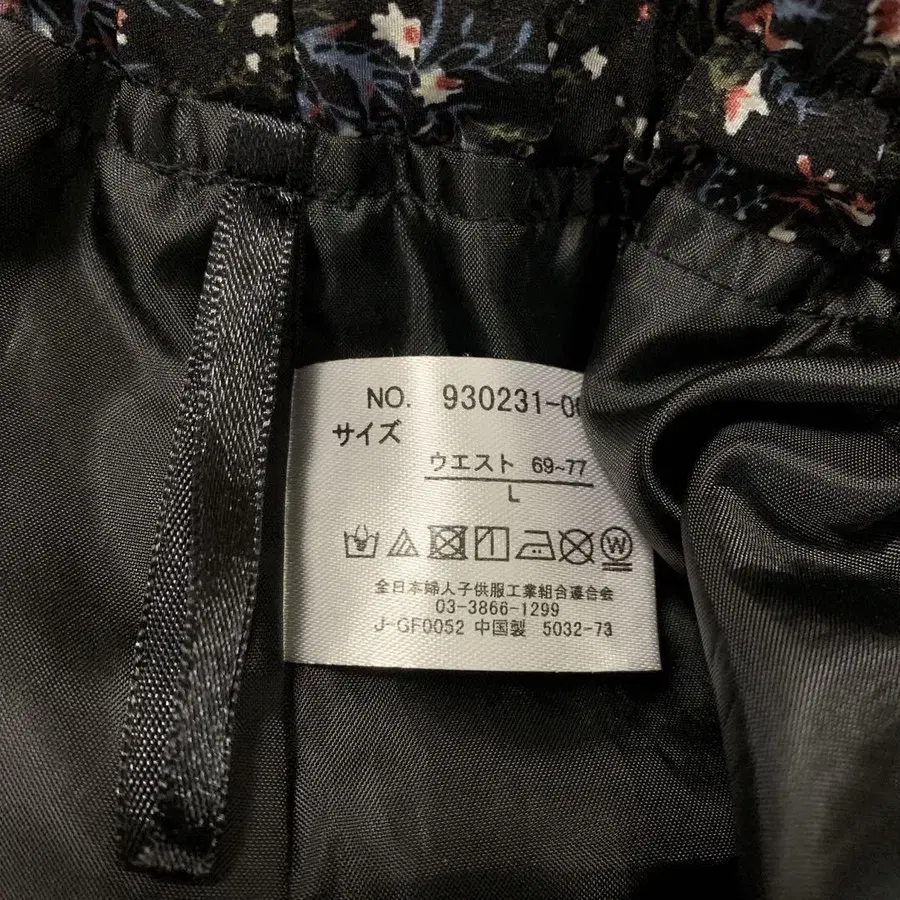 NO. 930231-0
サイズ
ウエスト 69~77
L
W
全日本婦人子供服工業組合連合会
03-3866-1299
J-GF0052 中国製 5032-73